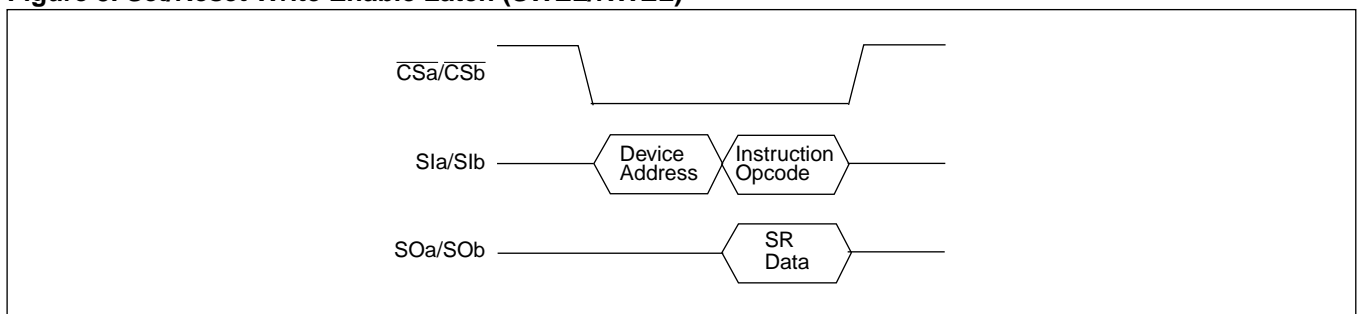 CSa/CSb
SIa/SIb
Device
Address
Instruction
Opcode
SOa/SOb
SR
Data